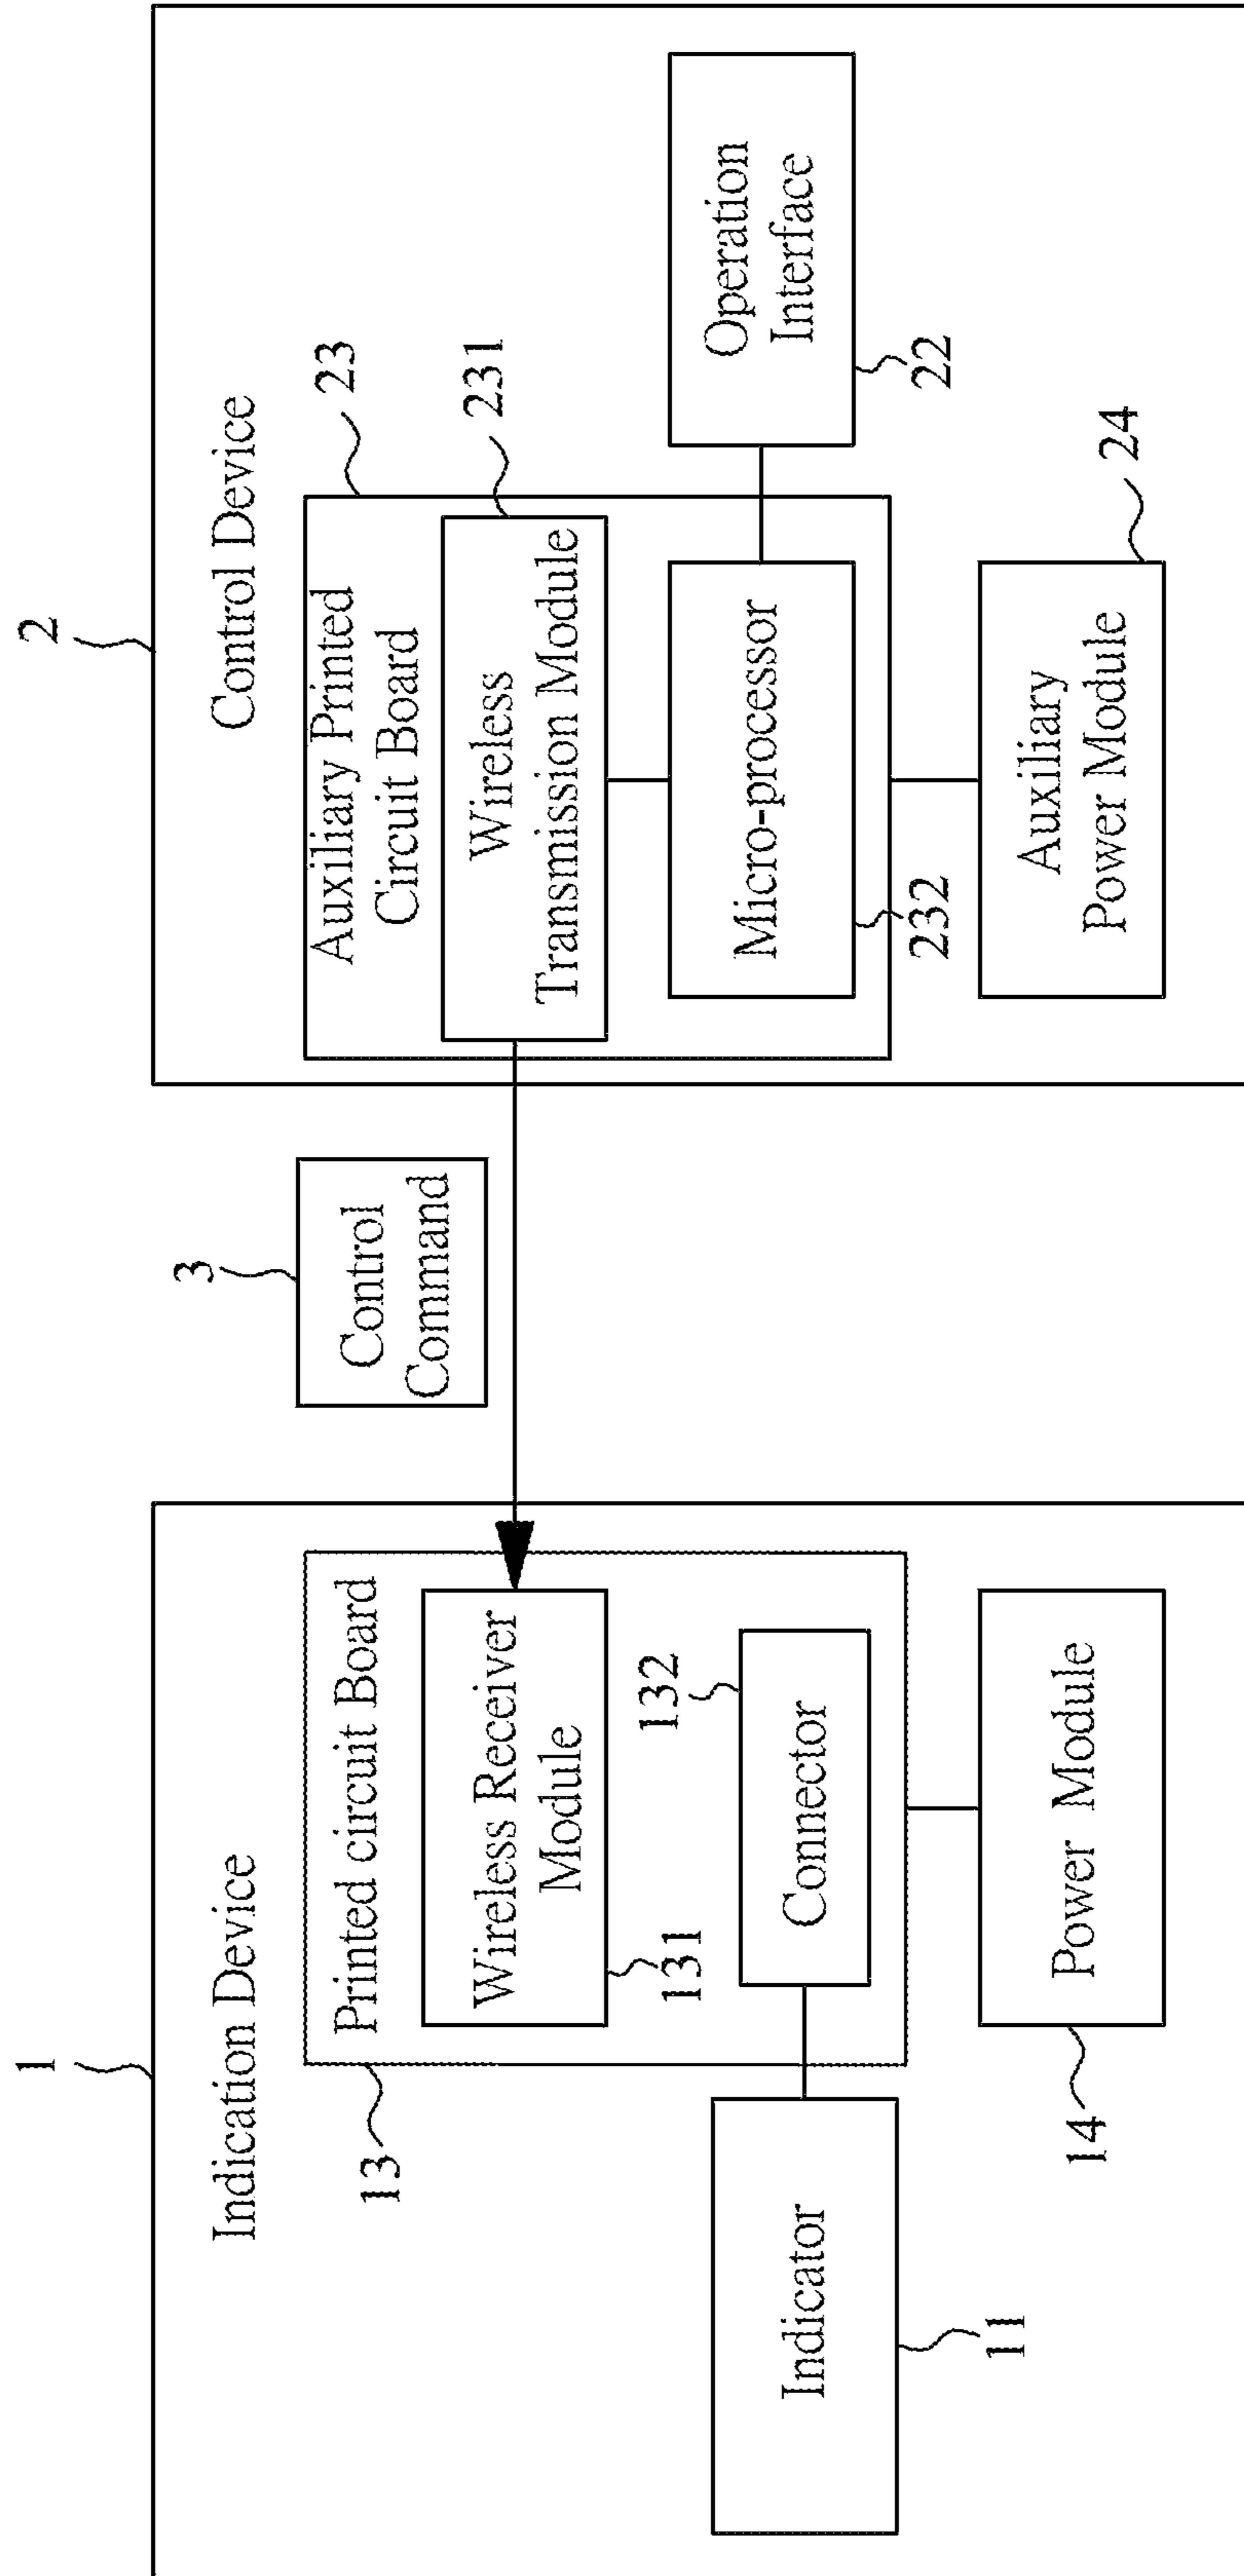 1
Indication Device
13
Printed circuit Board
Wireless Receiver
Module
131
132
Connector
Indicator
11
Power Module
14
3
Control
Command
2
Control Device
23
Auxiliary Printed
Circuit Board
231
Wireless
Transmission Module
Micro-processor
232
Operation
Interface
22
Auxiliary
Power Module
24